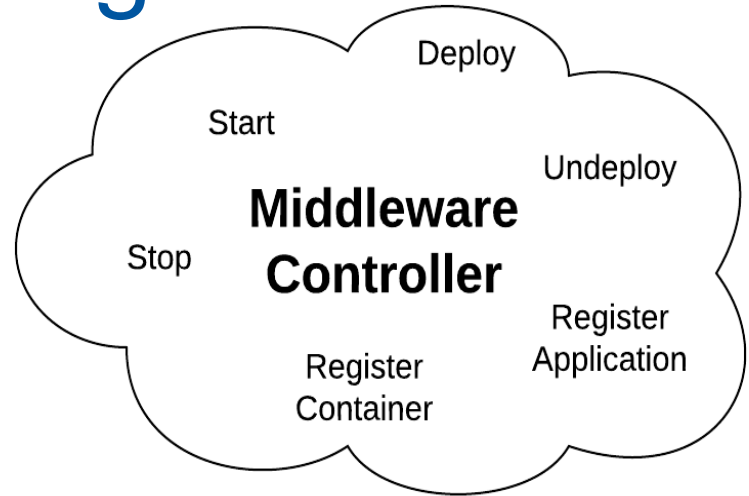 Deploy
Start
Undeploy
Middleware
Controller
Stop
Register
Application
Register
Container